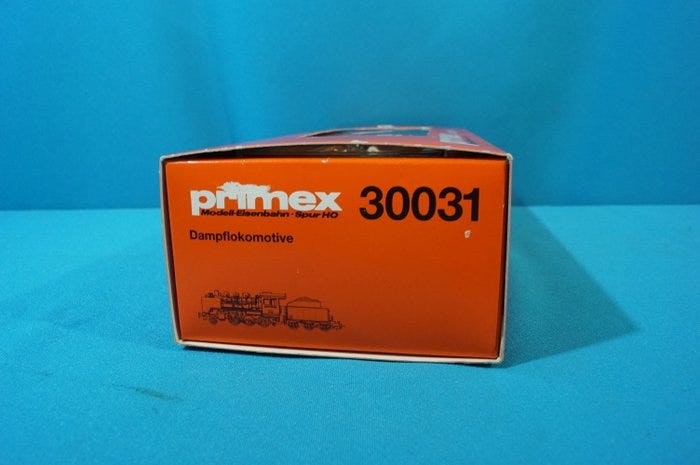 primex 30031
Modell-Eisenbahn · Spur HO
Dampflokomotive